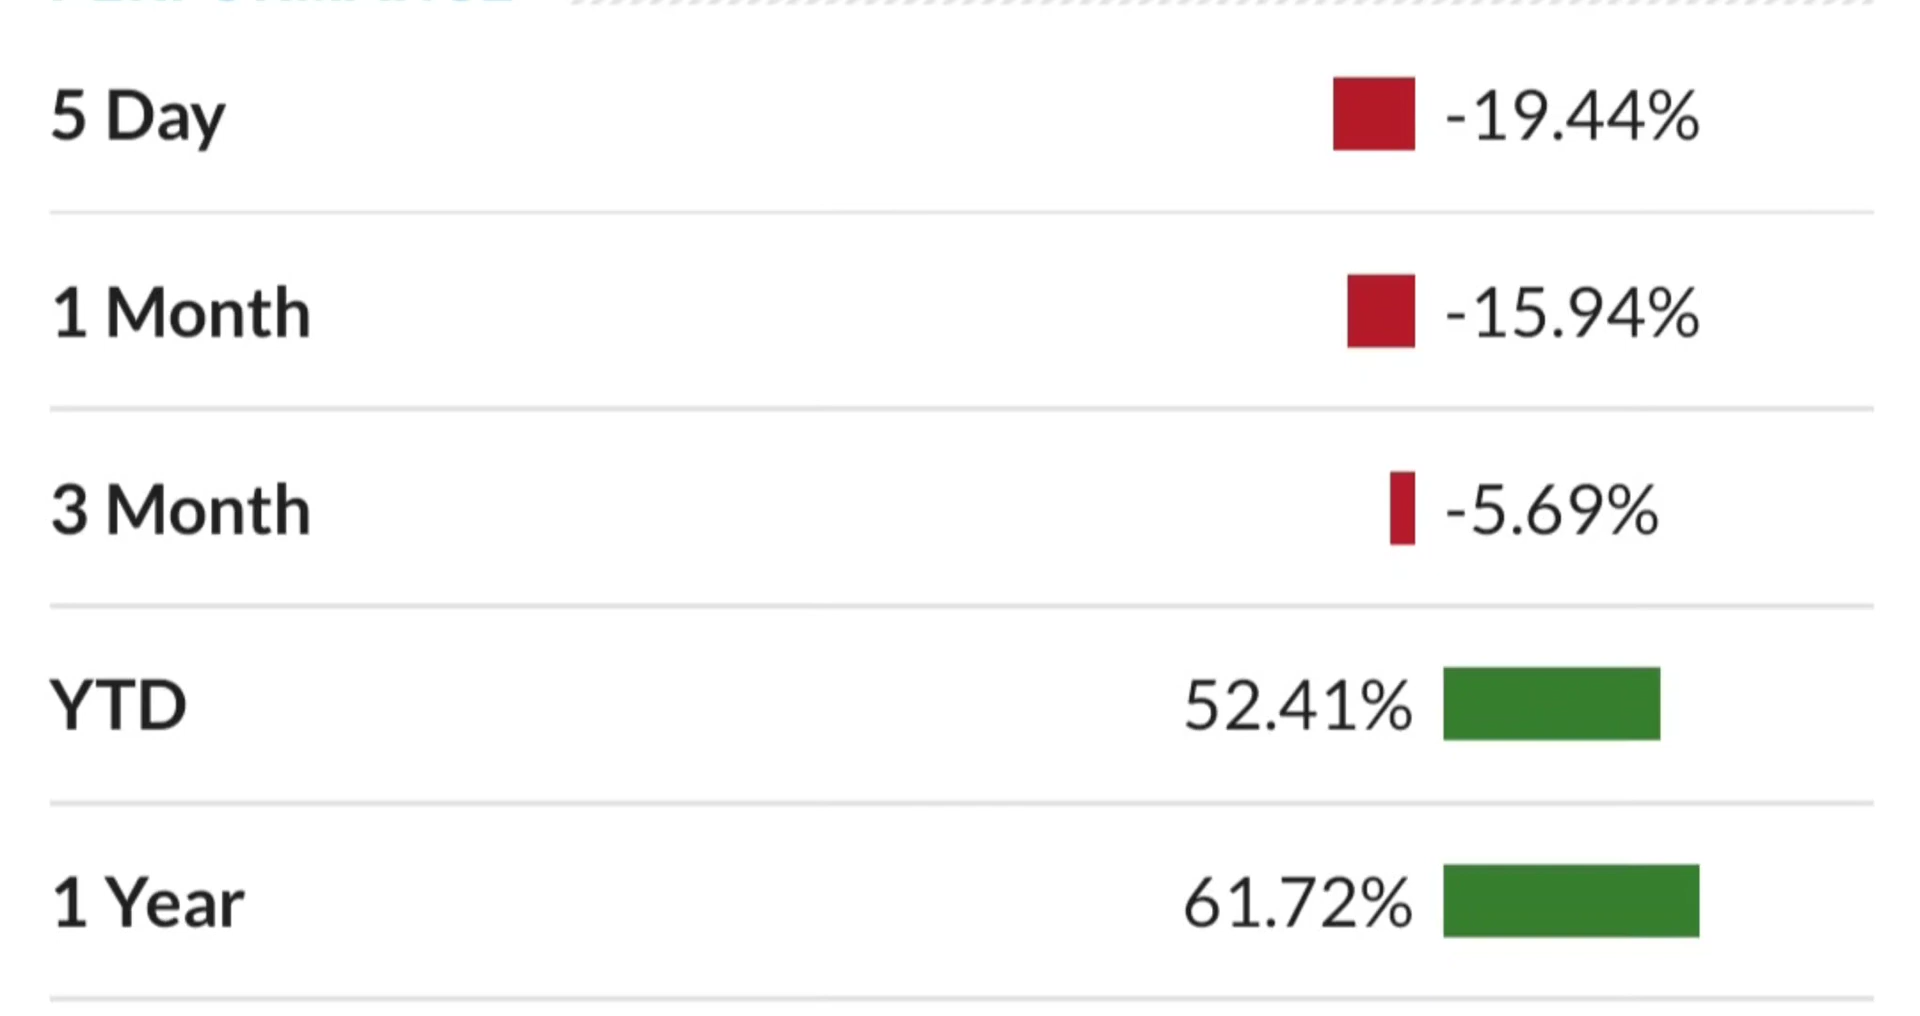 PERFORMANCE
5 Day -19.44%
1 Month -15.94%
3 Month -5.69%
YTD 52.41%
1 Year 61.72%